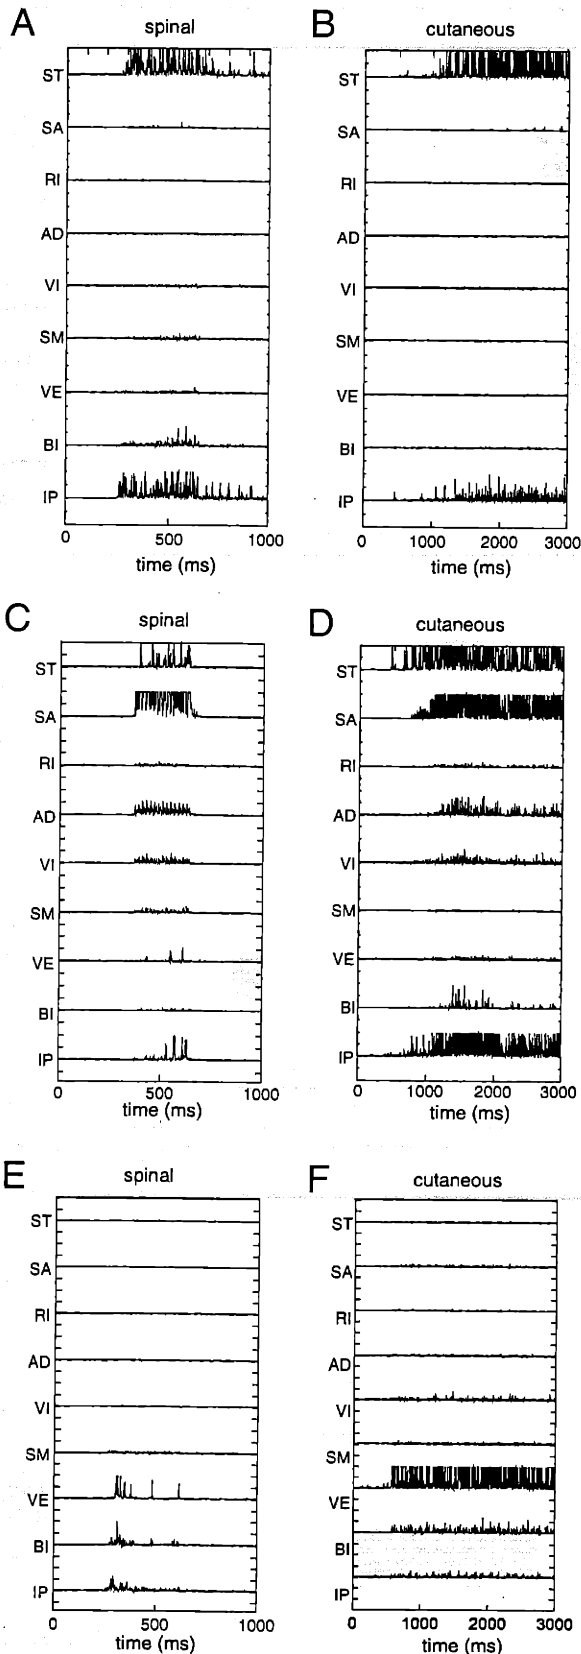 A spinal
B cutaneous
ST
SA
RI
AD
VI
SM
VE
BI
IP
0 500 1000
time (ms)
ST
SA
RI
AD
VI
SM
VE
BI
IP
0 1000 2000 3000
time (ms)
C spinal
D cutaneous
ST
SA
RI
AD
VI
SM
VE
BI
IP
0 500 1000
time (ms)
ST
SA
RI
AD
VI
SM
VE
BI
IP
0 1000 2000 3000
time (ms)
E spinal
F cutaneous
ST
SA
RI
AD
VI
SM
VE
BI
IP
0 500 1000
time (ms)
ST
SA
RI
AD
VI
SM
VE
BI
IP
0 1000 2000 3000
time (ms)